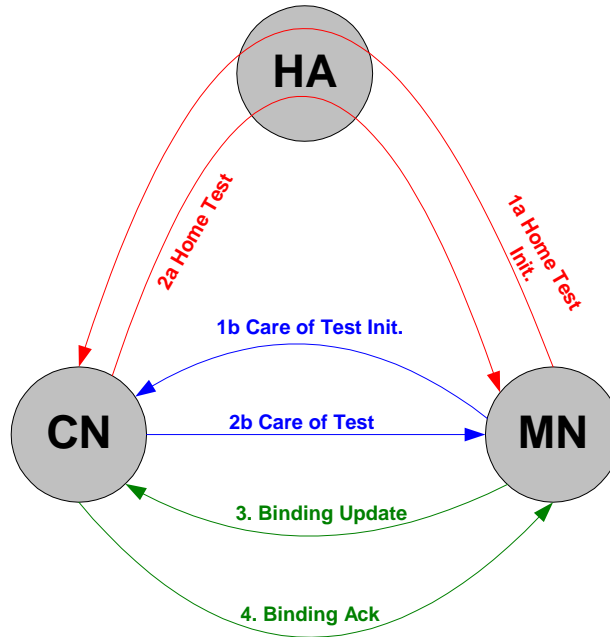 HA
2a Home Test
1a Home Test
Init.
1b Care of Test Init.
CN
2b Care of Test
MN
3. Binding Update
4. Binding Ack